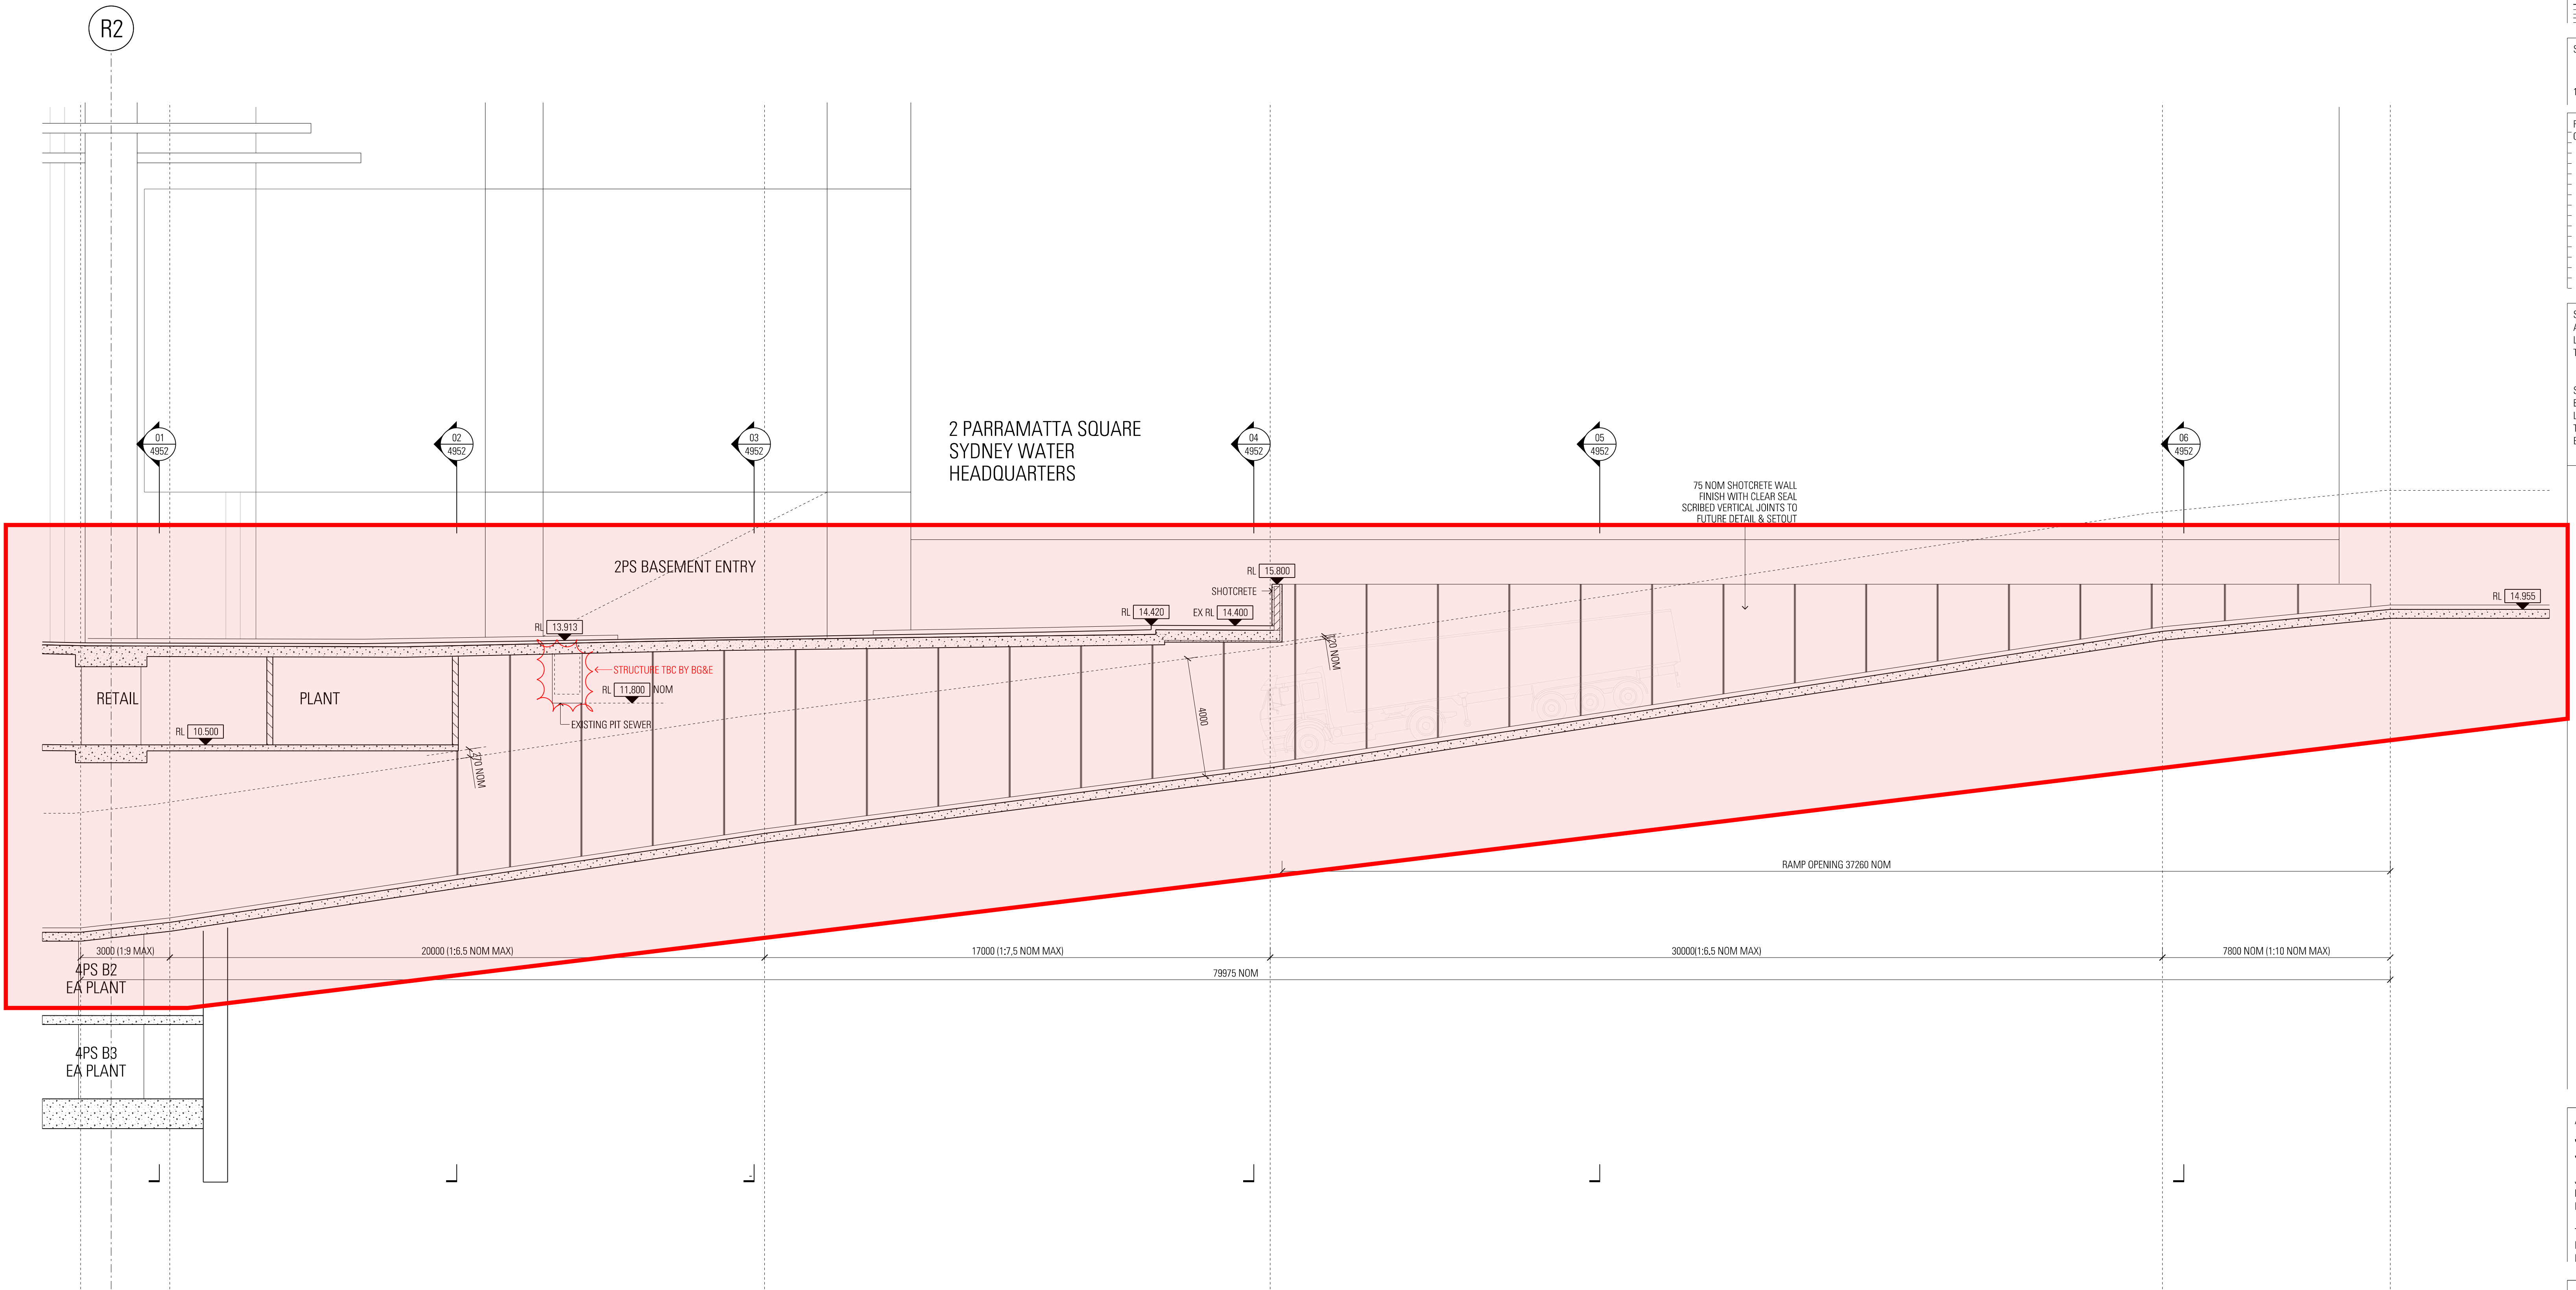 R2
01
4952
02
4952
03
4952
2 PARRAMATTA SQUARE
SYDNEY WATER
HEADQUARTERS
04
4952
05
4952
06
4952
75 NOM SHOTCRETE WALL
FINISH WITH CLEAR SEAL
SCRIBED VERTICAL JOINTS TO
FUTURE DETAIL & SETOUT
2PS BASEMENT ENTRY
RL 15.800
SHOTCRETE
RL 14.420
EX RL 14.400
RL 14.955
RL 13.913
STRUCTURE TBC BY BG&E
RL 11.800 NOM
EXISTING PIT SEWER
RETAIL
PLANT
RL 10.500
270 NOM
4000
120 NOM
RAMP OPENING 37260 NOM
3000 (1:9 MAX)
20000 (1:6.5 NOM MAX)
17000 (1:7.5 NOM MAX)
30000(1:6.5 NOM MAX)
7800 NOM (1:10 NOM MAX)
79975 NOM
4PS B2
EA PLANT
4PS B3
EA PLANT